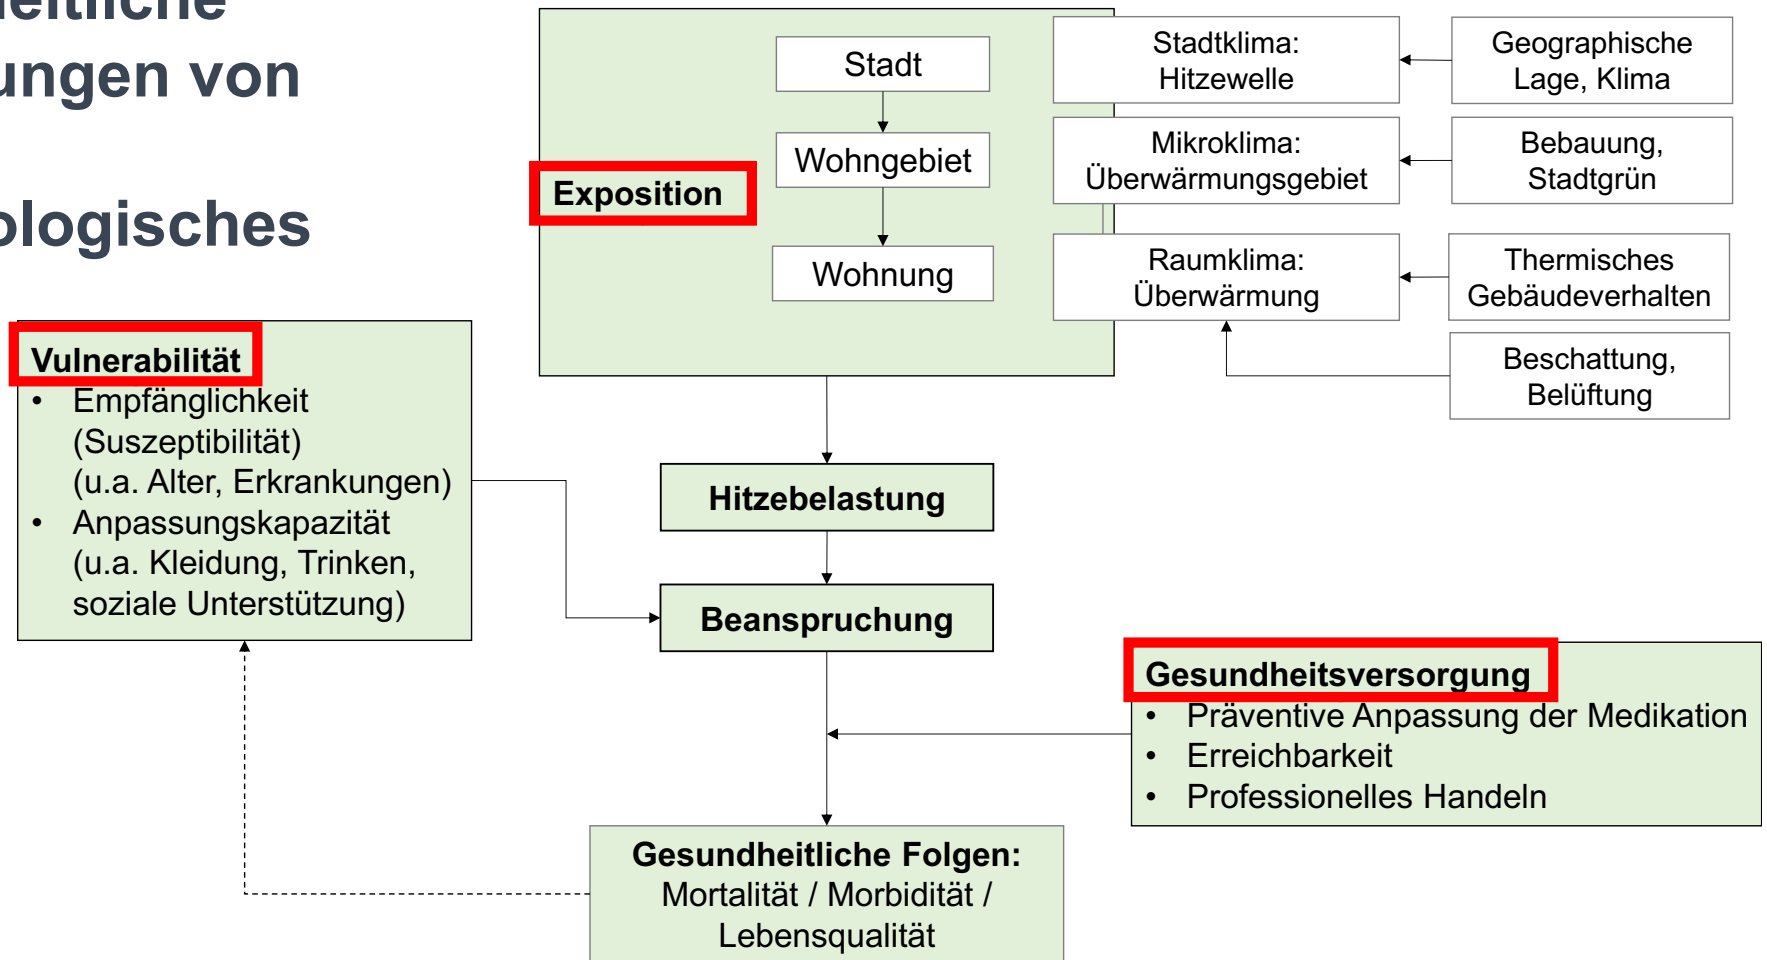 ungen von
ologisches
Exposition
Stadt
Wohngebiet
Wohnung
Stadtklima:
Hitzewelle
Geographische
Lage, Klima
Mikroklima:
Überwärmungsgebiet
Bebauung,
Stadtgrün
Raumklima:
Überwärmung
Thermisches
Gebäudeverhalten
Beschattung,
Belüftung
Vulnerabilität
• Empfänglichkeit
(Suszeptibilität)
(u.a. Alter, Erkrankungen)
• Anpassungskapazität
(u.a. Kleidung, Trinken,
soziale Unterstützung)
Hitzebelastung
Beanspruchung
Gesundheitsversorgung
• Präventive Anpassung der Medikation
• Erreichbarkeit
• Professionelles Handeln
Gesundheitliche Folgen:
Mortalität / Morbidität /
Lebensqualität